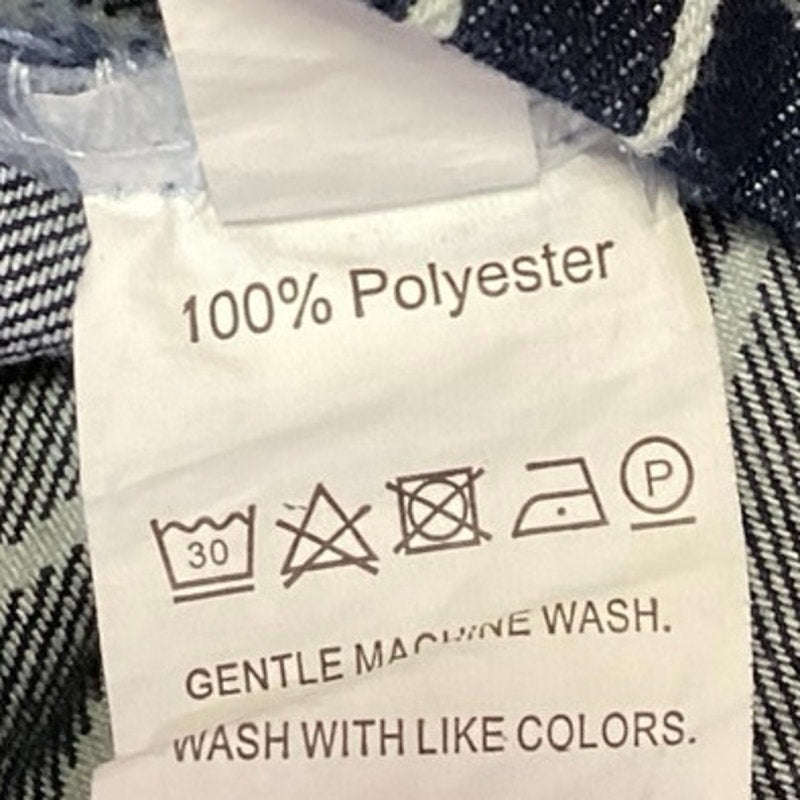 100% Polyester
30 P
GENTLE MACHINE WASH.
WASH WITH LIKE COLORS.